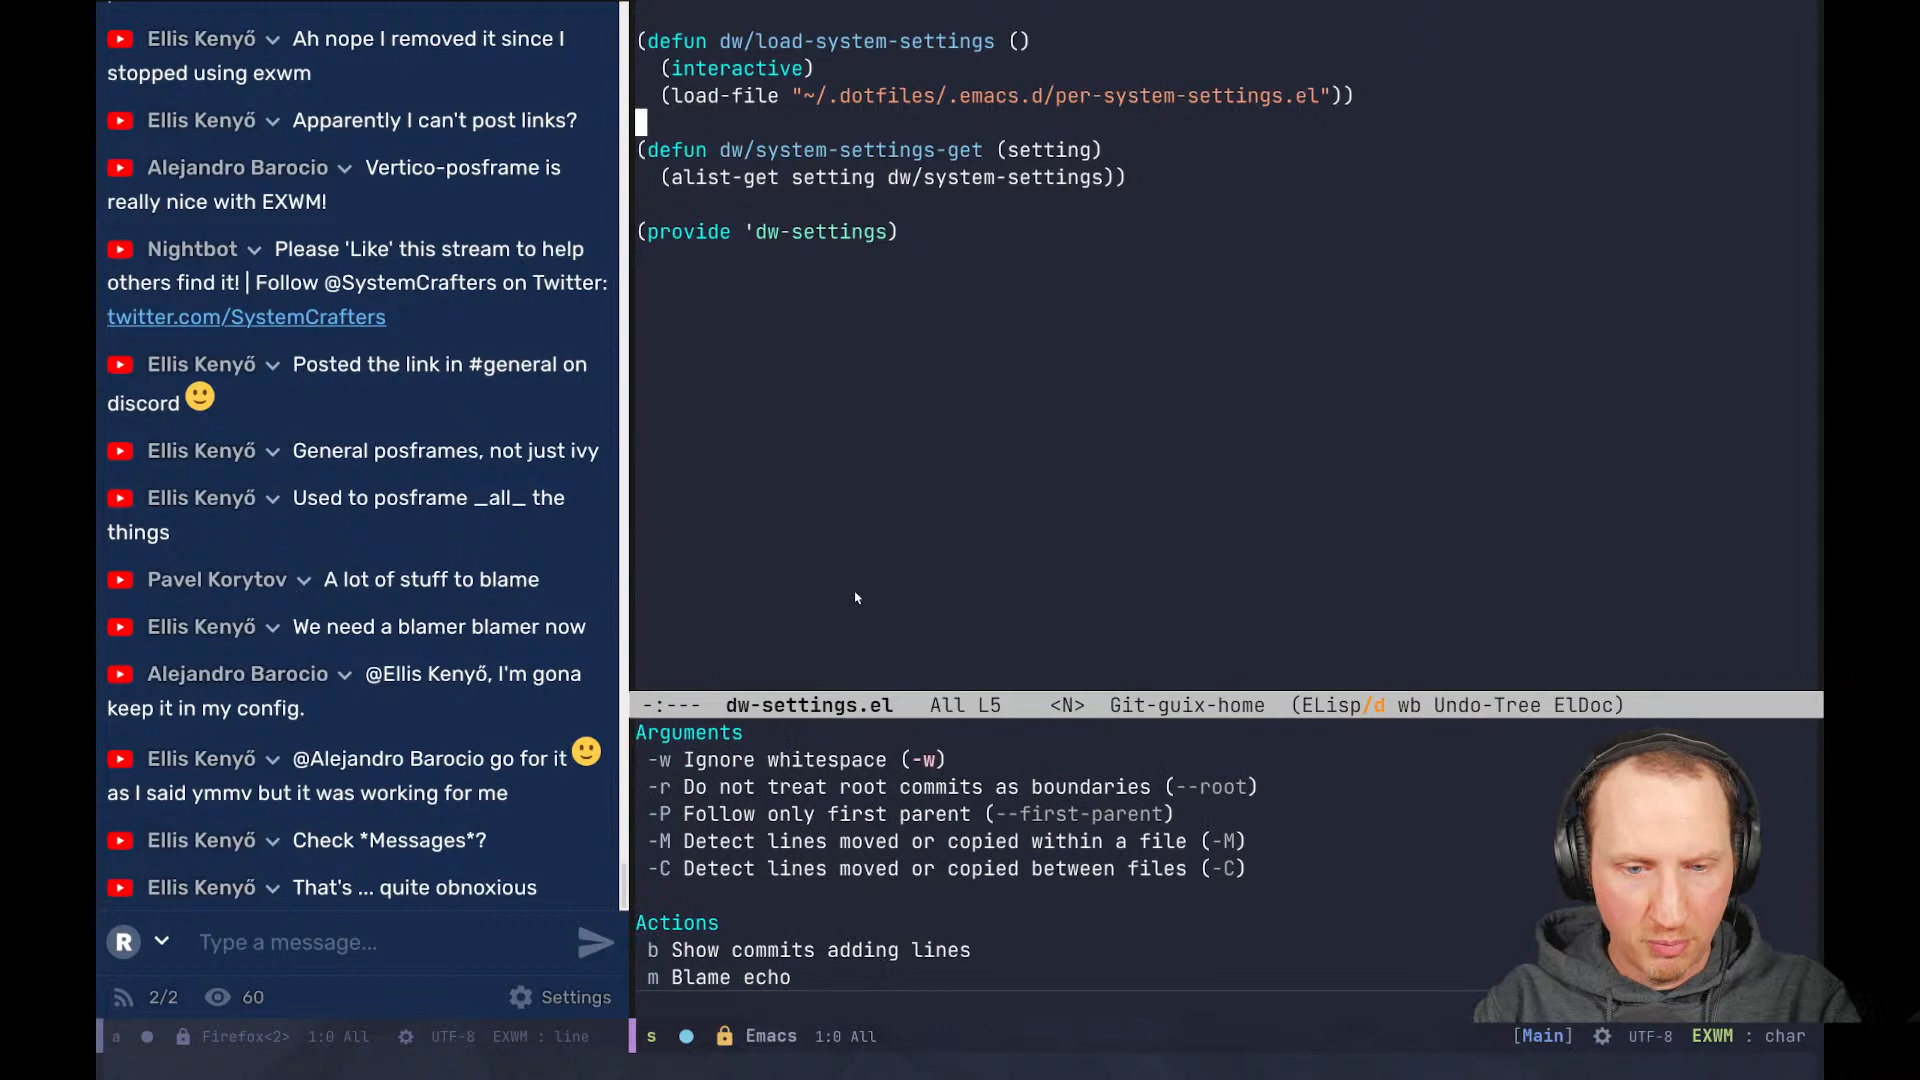 Ellis Kenyő Ah nope I removed it since I
stopped using exwm
Ellis Kenyő Apparently I can't post links?
Alejandro Barocio Vertico-posframe is
really nice with EXWM!
Nightbot Please 'Like' this stream to help
others find it! | Follow @SystemCrafters on Twitter:
twitter.com/SystemCrafters
Ellis Kenyő Posted the link in #general on
discord 🙂
Ellis Kenyő General posframes, not just ivy
Ellis Kenyő Used to posframe _all_ the
things
Pavel Korytov A lot of stuff to blame
Ellis Kenyő We need a blamer blamer now
Alejandro Barocio @Ellis Kenyő, I'm gona
keep it in my config.
Ellis Kenyő @Alejandro Barocio go for it 🙂
as I said ymmv but it was working for me
Ellis Kenyő Check *Messages*?
Ellis Kenyő That's ... quite obnoxious
R Type a message...
2/2 60 Settings
a Firefox<2> 1:0 All UTF-8 EXWM : line
(defun dw/load-system-settings ()
(interactive)
(load-file "~/.dotfiles/.emacs.d/per-system-settings.el"))
(defun dw/system-settings-get (setting)
(alist-get setting dw/system-settings))
(provide 'dw-settings)
-:--- dw-settings.el All L5 <N> Git-guix-home (ELisp/d wb Undo-Tree ElDoc)
Arguments
-w Ignore whitespace (-w)
-r Do not treat root commits as boundaries (--root)
-P Follow only first parent (--first-parent)
-M Detect lines moved or copied within a file (-M)
-C Detect lines moved or copied between files (-C)
Actions
b Show commits adding lines
m Blame echo
s Emacs 1:0 All [Main] UTF-8 EXWM : char